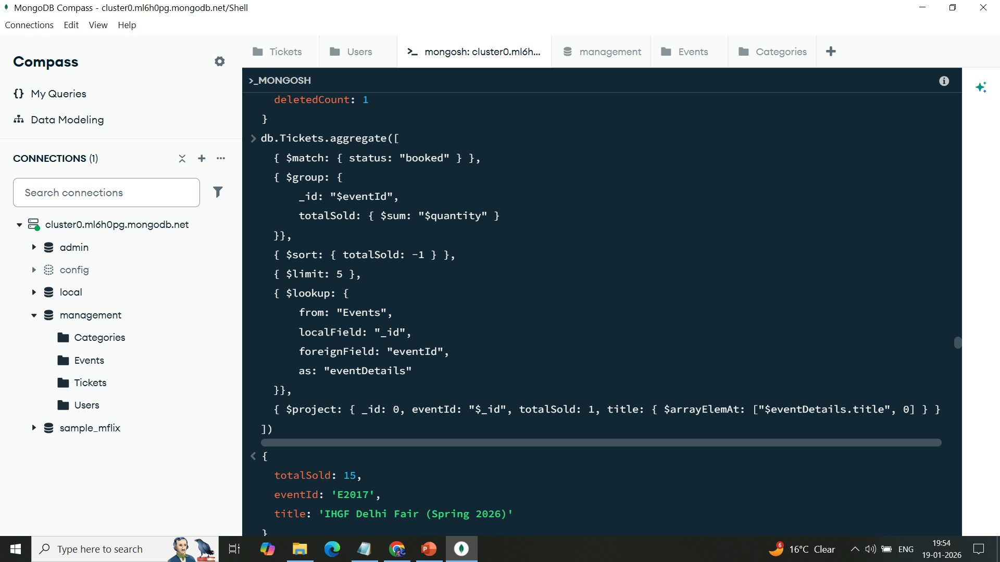 MongoDB Compass - cluster0.ml6h0pg.mongodb.net/Shell
Connections Edit View Help
Compass
My Queries
Data Modeling
CONNECTIONS (1)
Search connections
cluster0.ml6h0pg.mongodb.net
admin
config
local
management
Categories
Events
Tickets
Users
sample_mflix
Tickets Users >_ mongosh: cluster0.ml6h... management Events Categories +
>_MONGOSH
deletedCount: 1
}
> db.Tickets.aggregate([
{ $match: { status: "booked" } },
{ $group: {
_id: "$eventId",
totalSold: { $sum: "$quantity" }
}},
{ $sort: { totalSold: -1 } },
{ $limit: 5 },
{ $lookup: {
from: "Events",
localField: "_id",
foreignField: "eventId",
as: "eventDetails"
}},
{ $project: { _id: 0, eventId: "$_id", totalSold: 1, title: { $arrayElemAt: ["$eventDetails.title", 0] } }
])
< {
totalSold: 15,
eventId: 'E2017',
title: 'IHGF Delhi Fair (Spring 2026)'
}
Type here to search
6
16°C Clear
ENG
19:54
19-01-2026